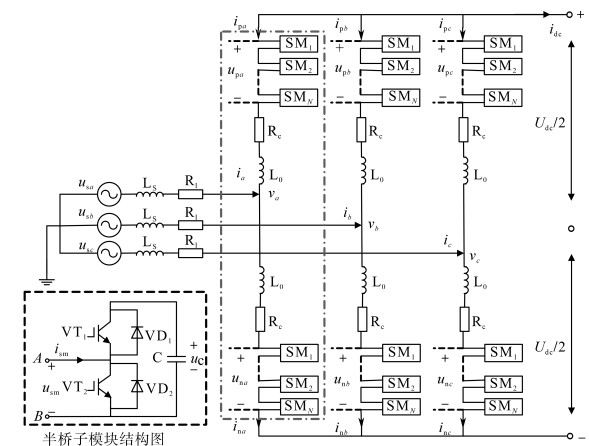 i_pa i_pb i_pc i_dc +
+ SM_1 + SM_1 + SM_1
u_pa SM_2 u_pb SM_2 u_pc SM_2
− SM_N − SM_N − SM_N
U_dc/2
R_c R_c R_c
L_0 L_0 L_0
u_sa L_S R_1 i_a v_a
u_sb L_S R_1 i_b v_b
u_sc L_S R_1 i_c v_c
L_0 L_0 L_0
R_c R_c R_c
U_dc/2
+ SM_1 + SM_1 + SM_1
u_na SM_2 u_nb SM_2 u_nc SM_2
− SM_N − SM_N − SM_N
i_na i_nb i_nc −
VT_1 VD_1
A i_sm + C + u_C −
u_sm VT_2 VD_2
B −
半桥子模块结构图